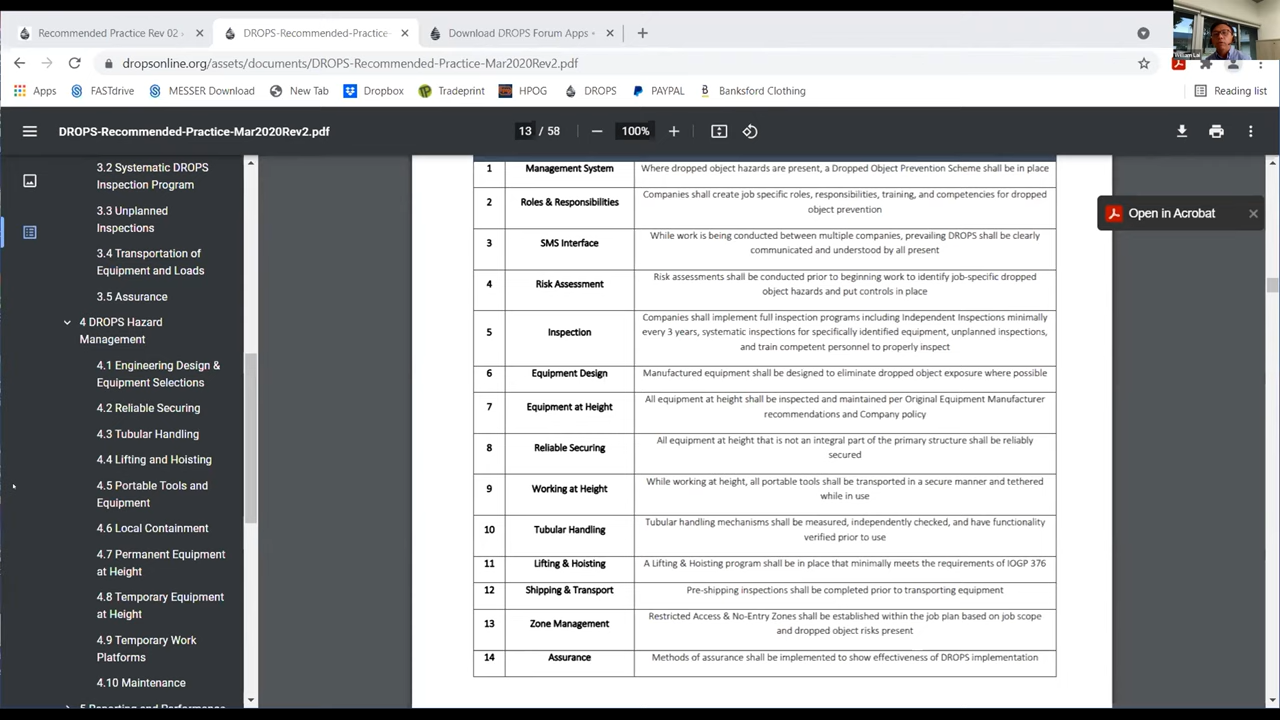 Recommended Practice Rev 02
DROPS-Recommended-Practice-
Download DROPS Forum Apps
dropsonline.org/assets/documents/DROPS-Recommended-Practice-Mar2020Rev2.pdf
Apps
FASTdrive
MESSER Download
New Tab
Dropbox
Tradeprint
HPOG
DROPS
PAYPAL
Banksford Clothing
Reading list
DROPS-Recommended-Practice-Mar2020Rev2.pdf
13 / 58
100%
Open in Acrobat
3.2 Systematic DROPS
Inspection Program
3.3 Unplanned
Inspections
3.4 Transportation of
Equipment and Loads
3.5 Assurance
4 DROPS Hazard
Management
4.1 Engineering Design &
Equipment Selections
4.2 Reliable Securing
4.3 Tubular Handling
4.4 Lifting and Hoisting
4.5 Portable Tools and
Equipment
4.6 Local Containment
4.7 Permanent Equipment
at Height
4.8 Temporary Equipment
at Height
4.9 Temporary Work
Platforms
4.10 Maintenance
5 Reporting and Performance
1 Management System Where dropped object hazards are present, a Dropped Object Prevention Scheme shall be in place
2 Roles & Responsibilities Companies shall create job specific roles, responsibilities, training, and competencies for dropped
object prevention
3 SMS Interface While work is being conducted between multiple companies, prevailing DROPS shall be clearly
communicated and understood by all present
4 Risk Assessment Risk assessments shall be conducted prior to beginning work to identify job-specific dropped
object hazards and put controls in place
5 Inspection Companies shall implement full inspection programs including Independent Inspections minimally
every 3 years, systematic inspections for specifically identified equipment, unplanned inspections,
and train competent personnel to properly inspect
6 Equipment Design Manufactured equipment shall be designed to eliminate dropped object exposure where possible
7 Equipment at Height All equipment at height shall be inspected and maintained per Original Equipment Manufacturer
recommendations and Company policy
8 Reliable Securing All equipment at height that is not an integral part of the primary structure shall be reliably
secured
9 Working at Height While working at height, all portable tools shall be transported in a secure manner and tethered
while in use
10 Tubular Handling Tubular handling mechanisms shall be measured, independently checked, and have functionality
verified prior to use
11 Lifting & Hoisting A Lifting & Hoisting program shall be in place that minimally meets the requirements of IOGP 376
12 Shipping & Transport Pre-shipping inspections shall be completed prior to transporting equipment
13 Zone Management Restricted Access & No-Entry Zones shall be established within the job plan based on job scope
and dropped object risks present
14 Assurance Methods of assurance shall be implemented to show effectiveness of DROPS implementation